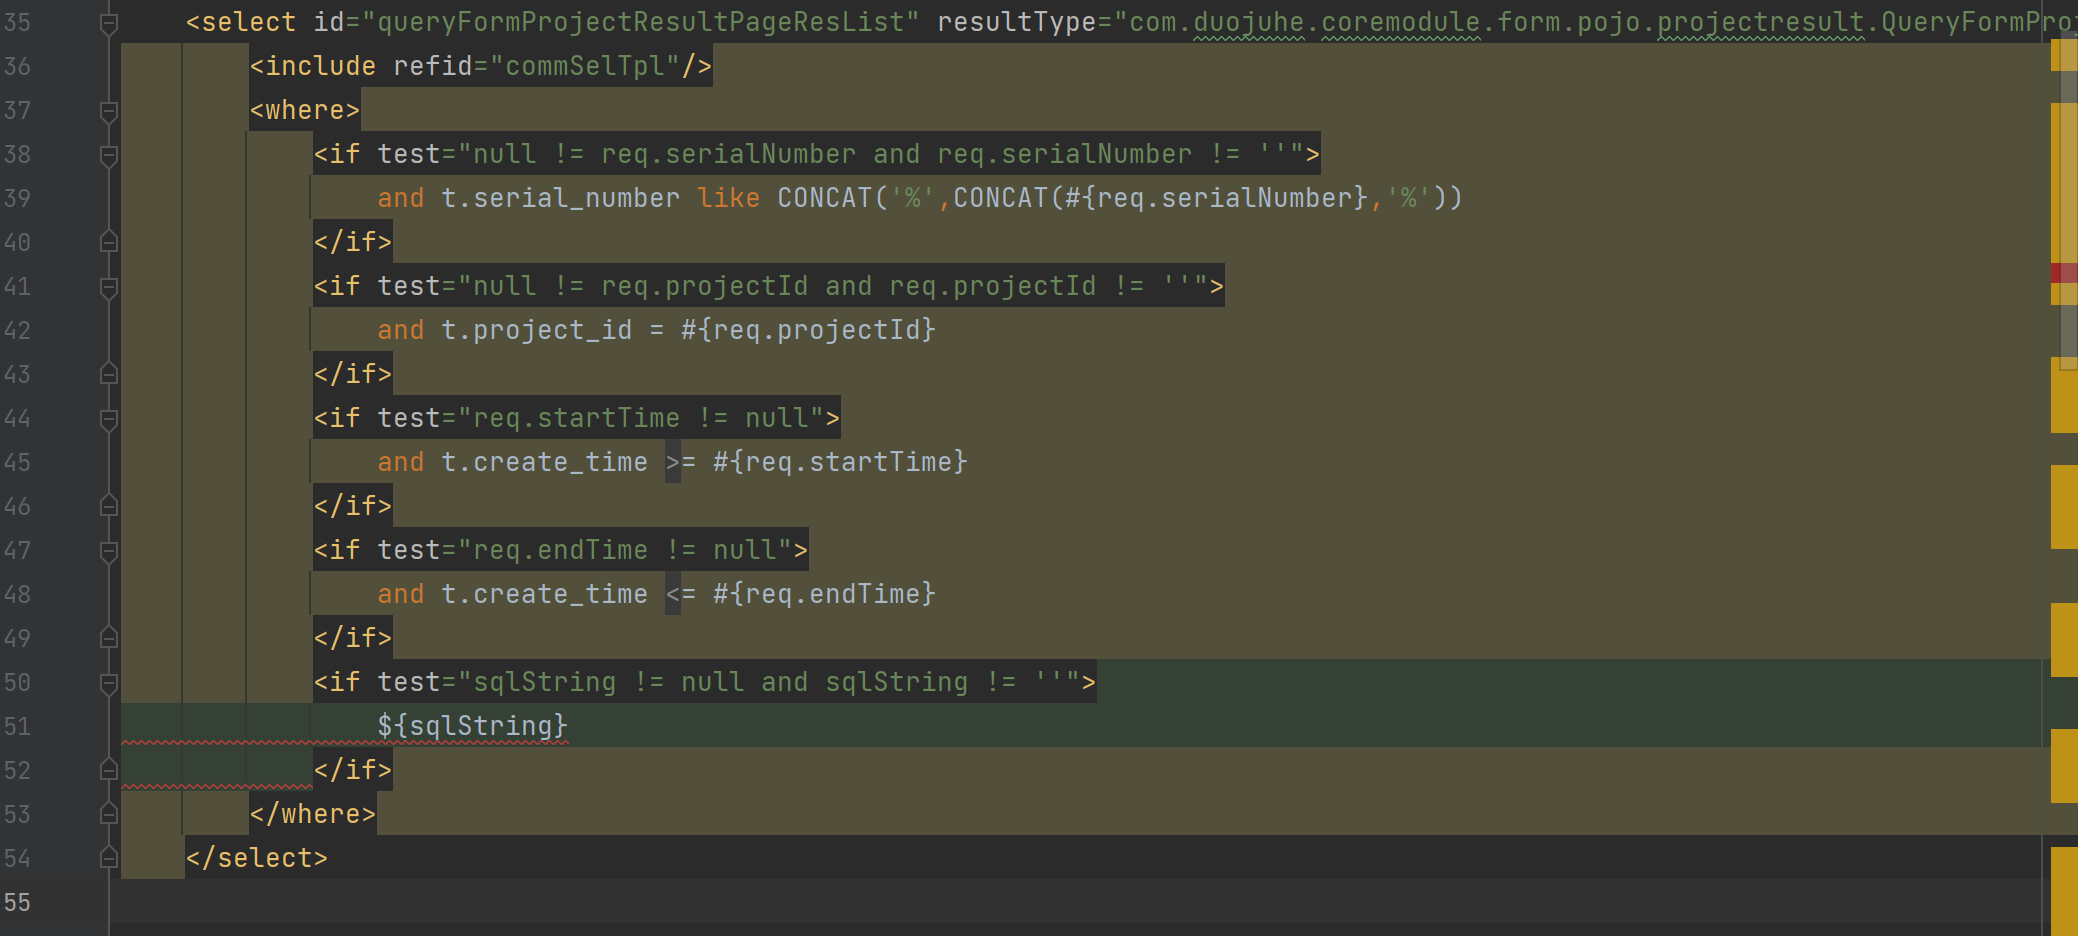 35 <select id="queryFormProjectResultPageResList" resultType="com.duojuhe.coremodule.form.pojo.projectresult.QueryFormProj
36 <include refid="commSelTpl"/>
37 <where>
38 <if test="null != req.serialNumber and req.serialNumber != ''">
39 and t.serial_number like CONCAT('%',CONCAT(#{req.serialNumber},'%'))
40 </if>
41 <if test="null != req.projectId and req.projectId != ''">
42 and t.project_id = #{req.projectId}
43 </if>
44 <if test="req.startTime != null">
45 and t.create_time >= #{req.startTime}
46 </if>
47 <if test="req.endTime != null">
48 and t.create_time <= #{req.endTime}
49 </if>
50 <if test="sqlString != null and sqlString != ''">
51 ${sqlString}
52 </if>
53 </where>
54 </select>
55